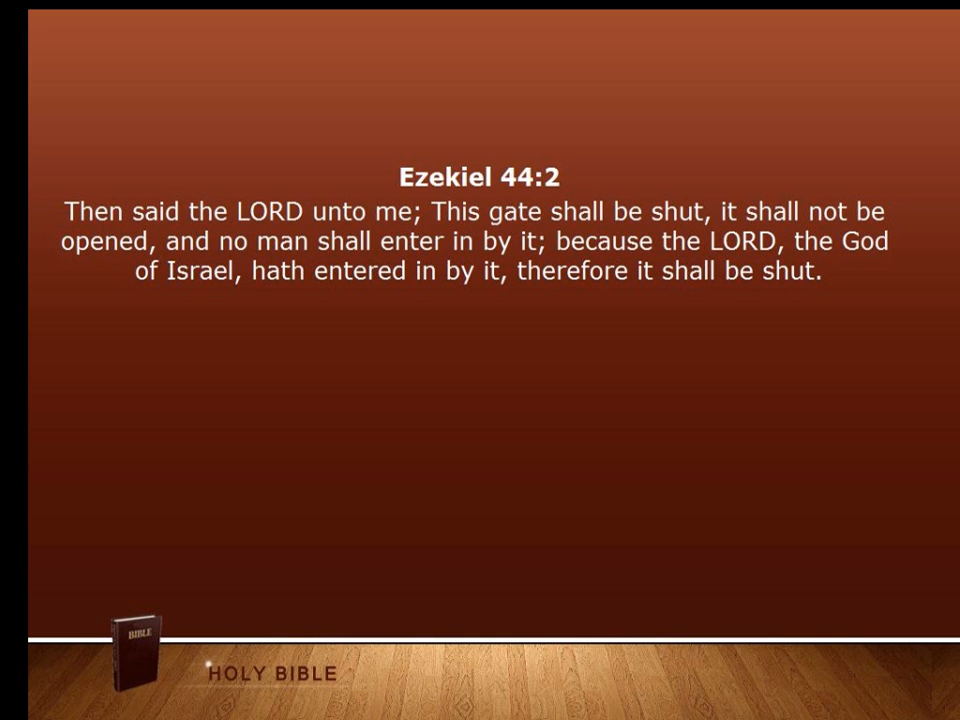 Ezekiel 44:2
Then said the LORD unto me; This gate shall be shut, it shall not be
opened, and no man shall enter in by it; because the LORD, the God
of Israel, hath entered in by it, therefore it shall be shut.
BIBLE
HOLY BIBLE